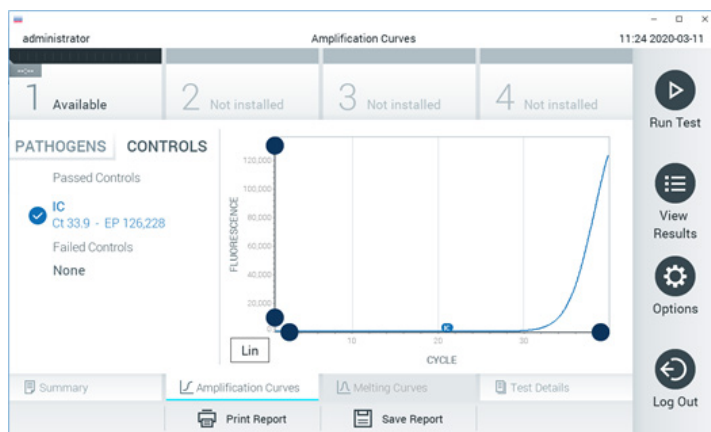 administrator
Amplification Curves
11:24 2020-03-11
1 Available
2 Not installed
3 Not installed
4 Not installed
Run Test
View
Results
Options
Log Out
PATHOGENS
CONTROLS
Passed Controls
IC
Ct 33.9 - EP 126,228
Failed Controls
None
FLUORESCENCE
120,000
100,000
80,000
60,000
40,000
20,000
0
IC
10
20
30
CYCLE
Lin
Summary
Amplification Curves
Melting Curves
Test Details
Print Report
Save Report